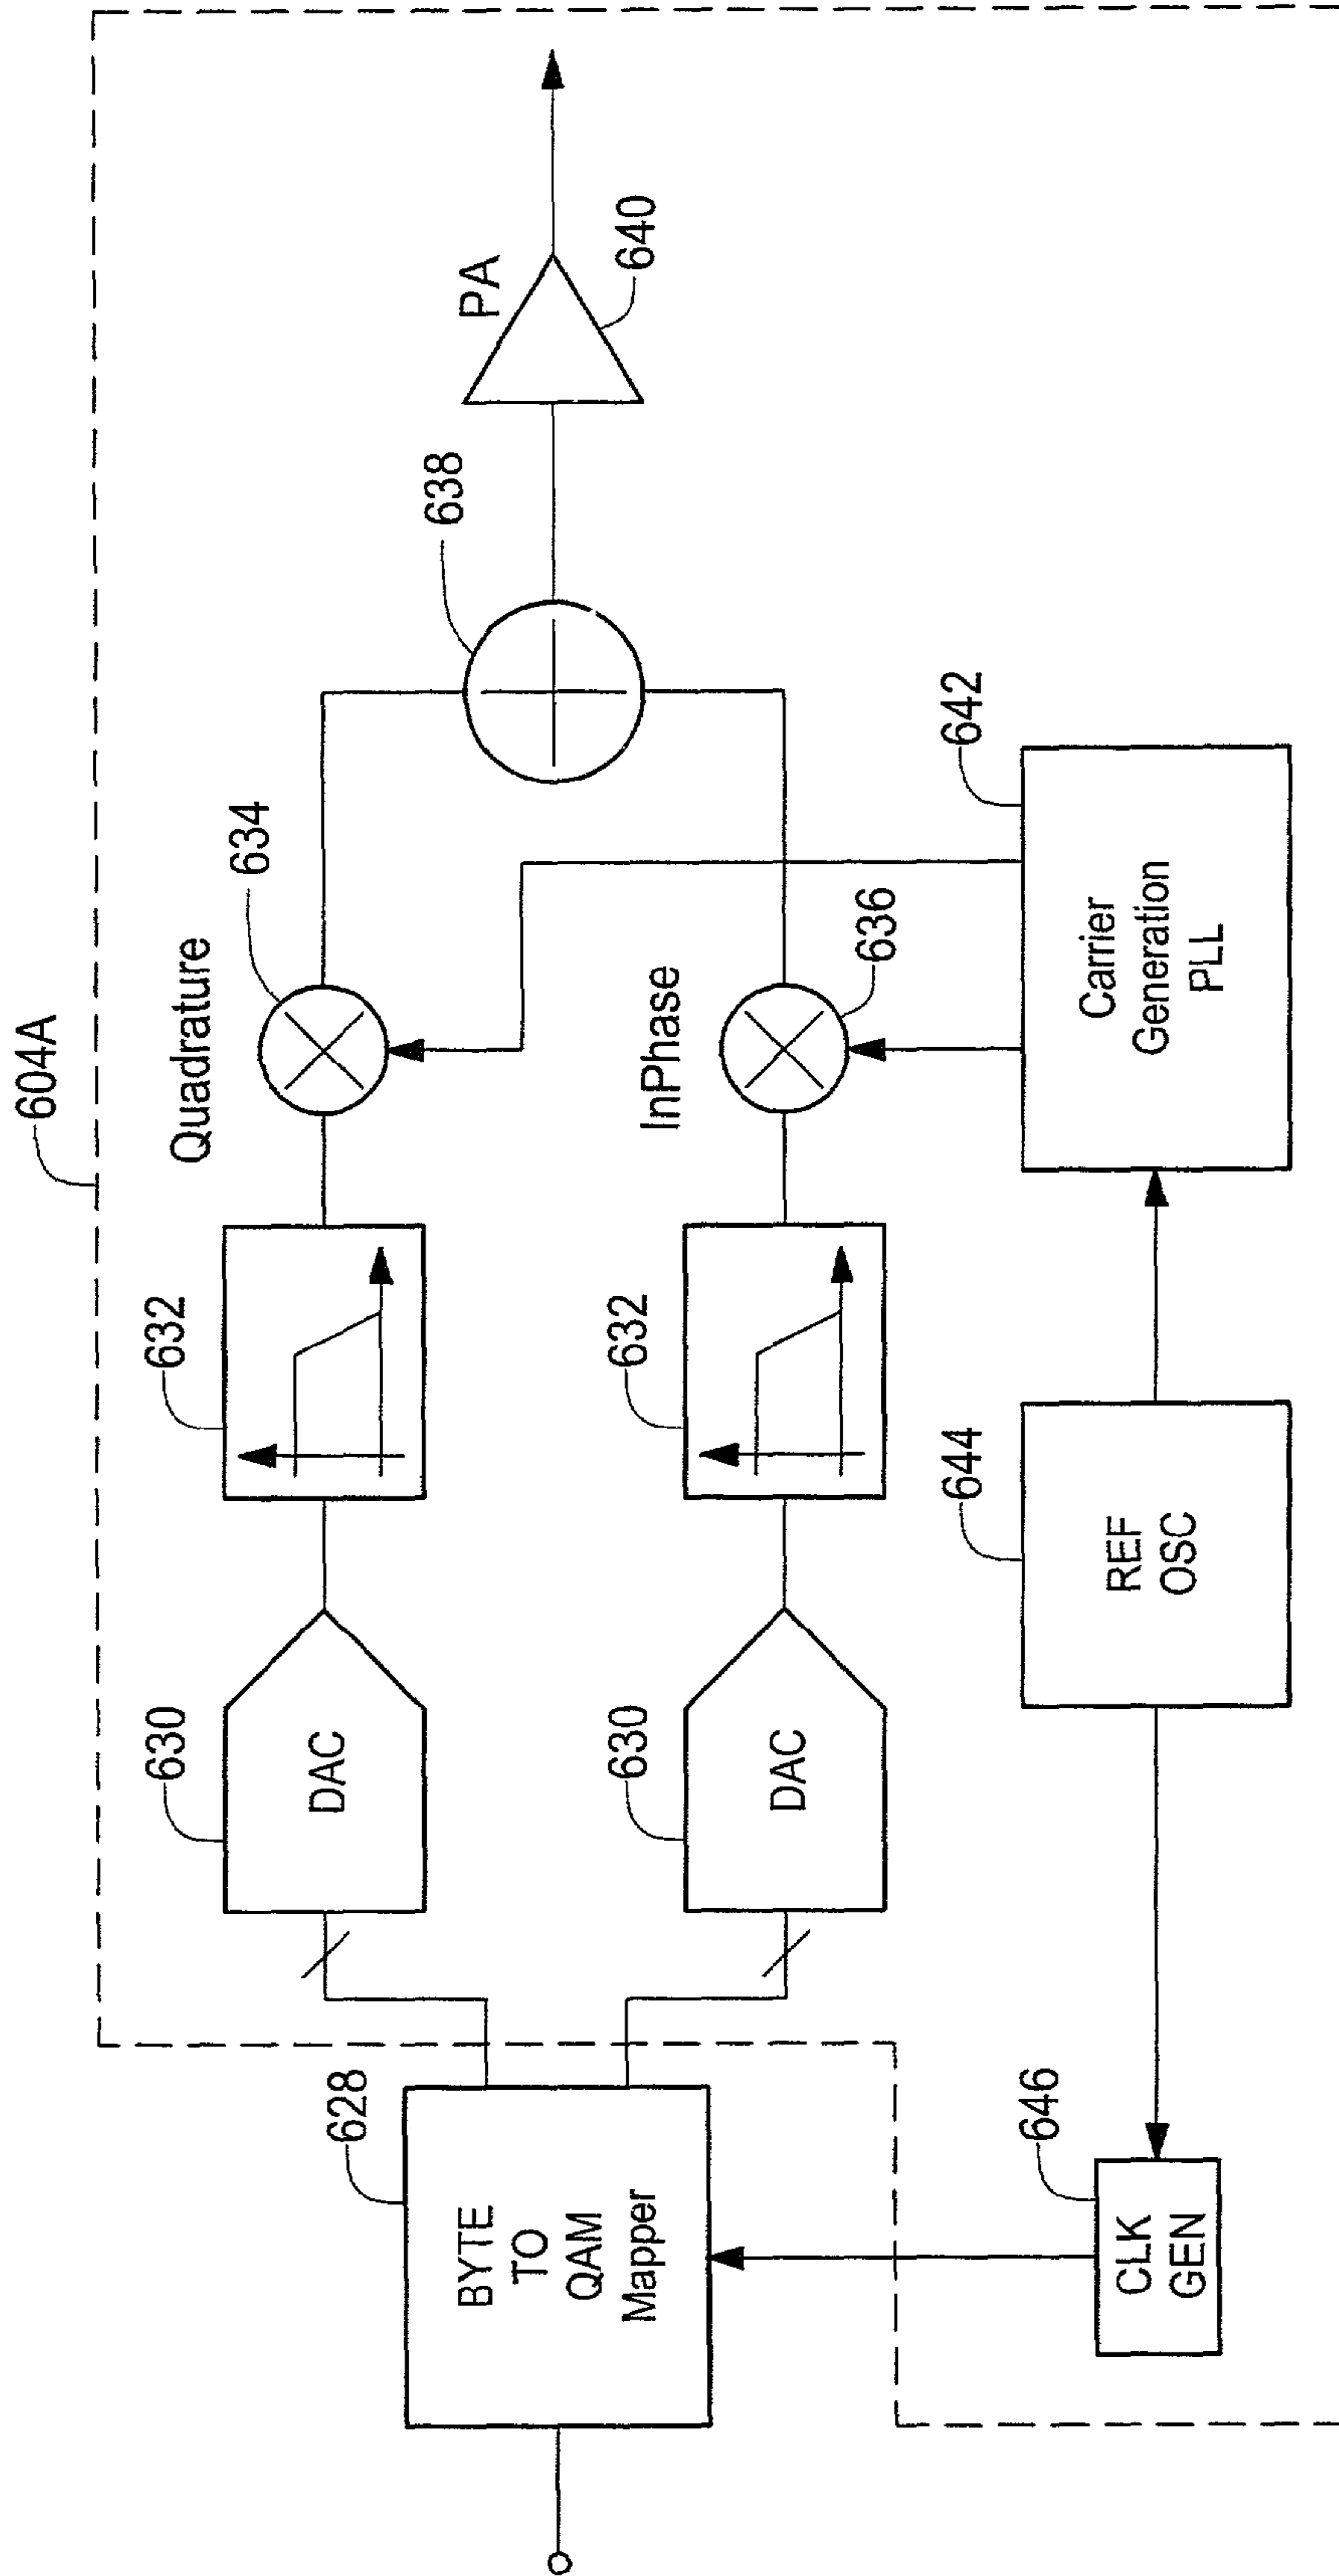 604A
Quadrature
634
638
PA
640
632
630
DAC
628
BYTE
TO
QAM
Mapper
InPhase
636
632
630
DAC
642
Carrier
Generation
PLL
644
REF
OSC
646
CLK
GEN